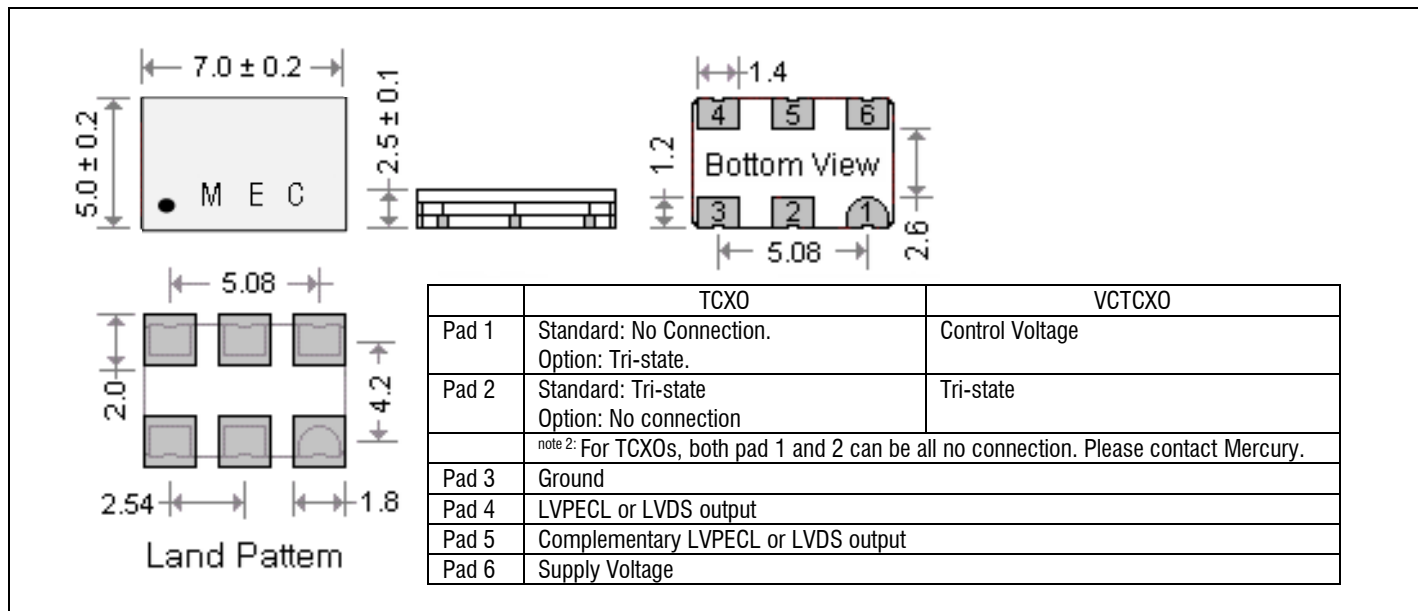 7.0 ± 0.2
5.0 ± 0.2
M E C
2.5 ± 0.1
1.4
4 5 6
Bottom View
1.2
3 2 1
2.6
5.08
5.08
2.0
4.2
2.54
1.8
Land Pattem
TCXO VCTCXO
Pad 1 Standard: No Connection. Control Voltage
Option: Tri-state.
Pad 2 Standard: Tri-state Tri-state
Option: No connection
note 2: For TCXOs, both pad 1 and 2 can be all no connection. Please contact Mercury.
Pad 3 Ground
Pad 4 LVPECL or LVDS output
Pad 5 Complementary LVPECL or LVDS output
Pad 6 Supply Voltage